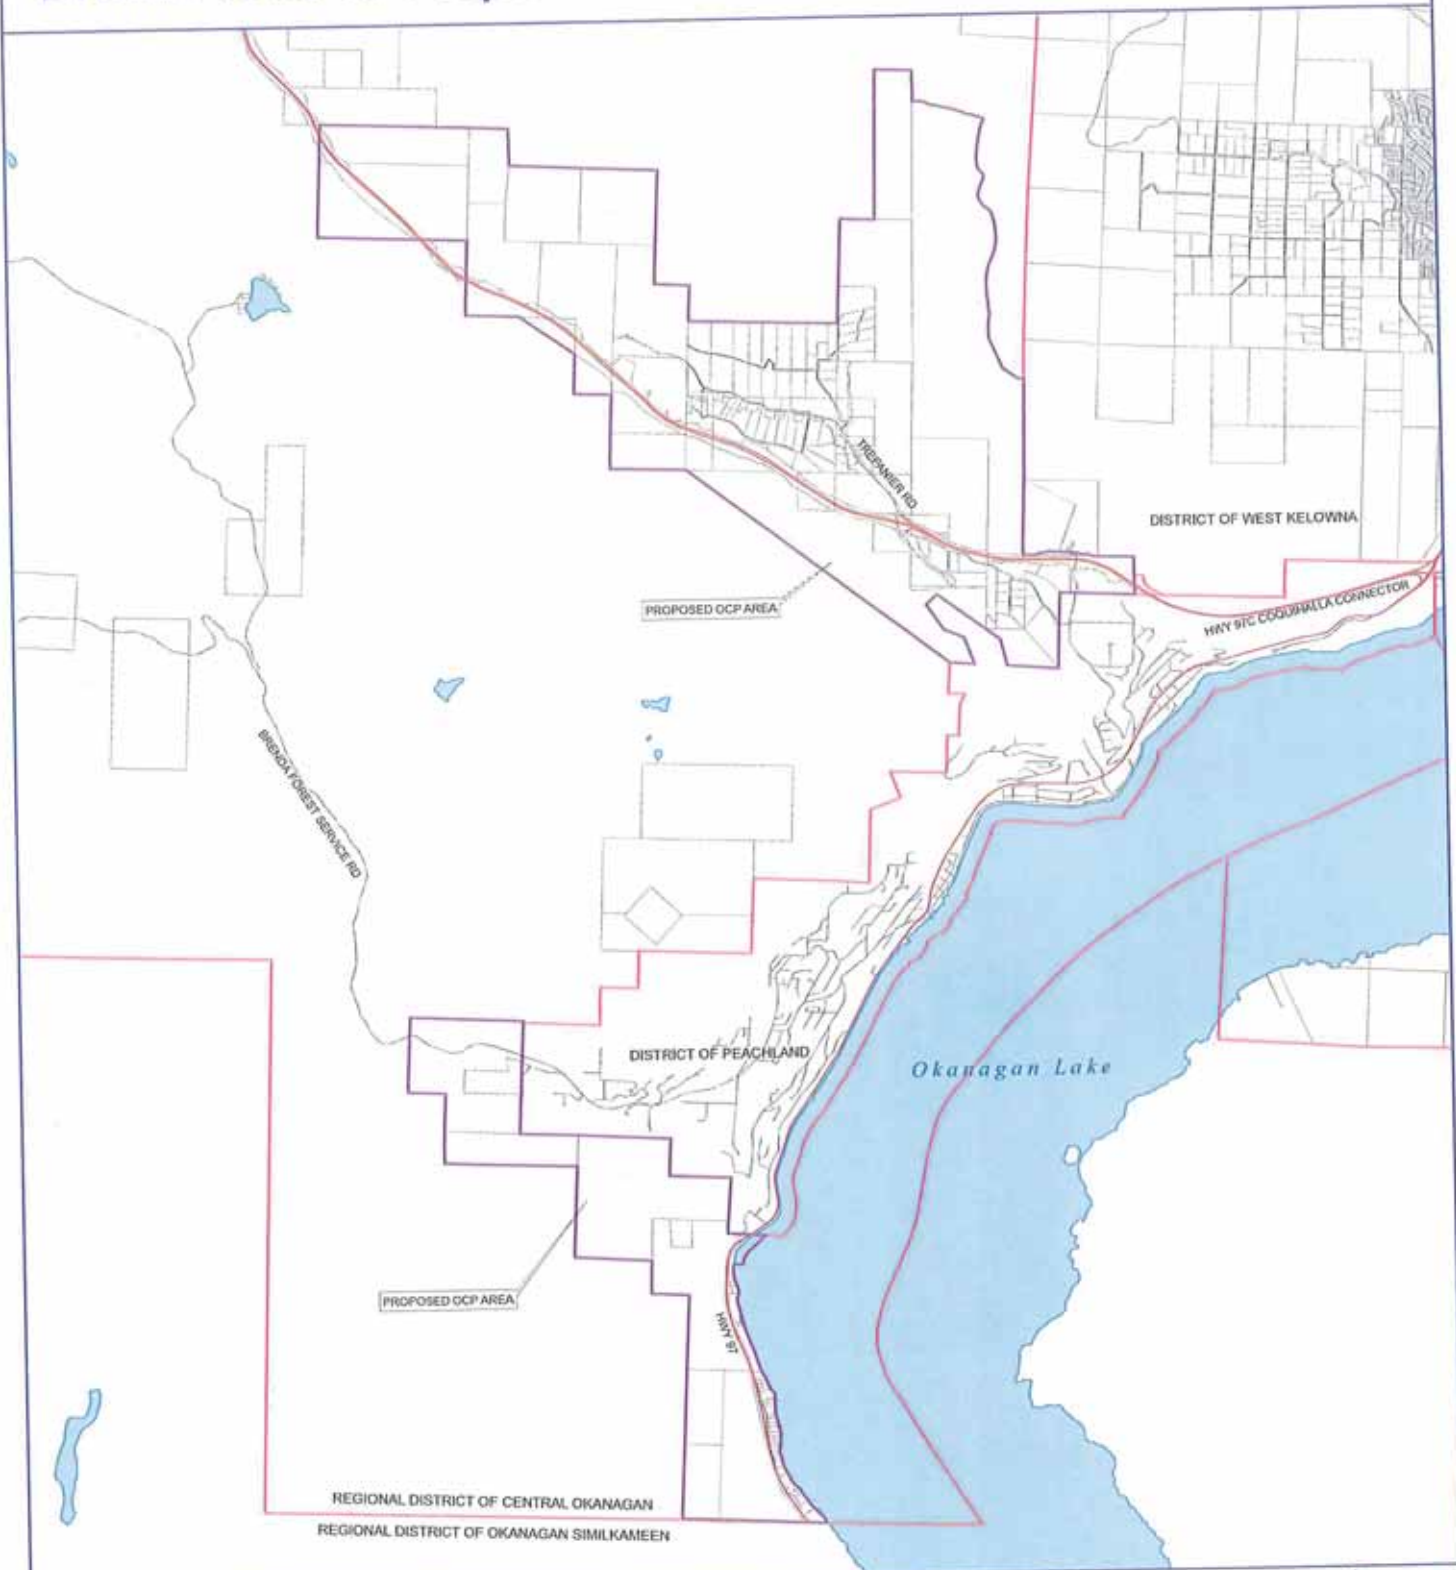 TREPANIER RD
DISTRICT OF WEST KELOWNA
PROPOSED OCP AREA
HWY 97C COQUIHALLA CONNECTOR
BRENDA FOREST SERVICE RD
DISTRICT OF PEACHLAND
Okanagan Lake
PROPOSED OCP AREA
HWY 97
REGIONAL DISTRICT OF CENTRAL OKANAGAN
REGIONAL DISTRICT OF OKANAGAN SIMILKAMEEN